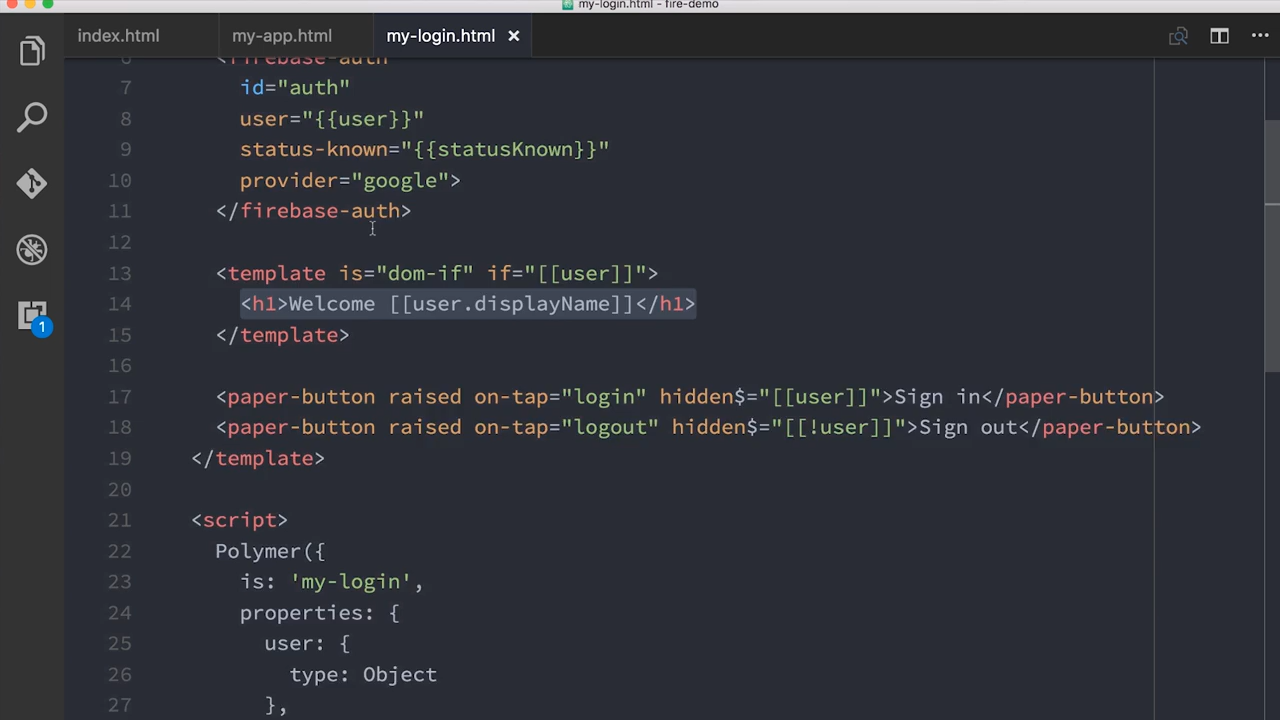 my-login.html - fire-demo
index.html my-app.html my-login.html
6 <firebase-auth
7 id="auth"
8 user="{{user}}"
9 status-known="{{statusKnown}}"
10 provider="google">
11 </firebase-auth>
12
13 <template is="dom-if" if="[[user]]">
14 <h1>Welcome [[user.displayName]]</h1>
15 </template>
16
17 <paper-button raised on-tap="login" hidden$="[[user]]">Sign in</paper-button>
18 <paper-button raised on-tap="logout" hidden$="[[!user]]">Sign out</paper-button>
19 </template>
20
21 <script>
22 Polymer({
23 is: 'my-login',
24 properties: {
25 user: {
26 type: Object
27 },
1